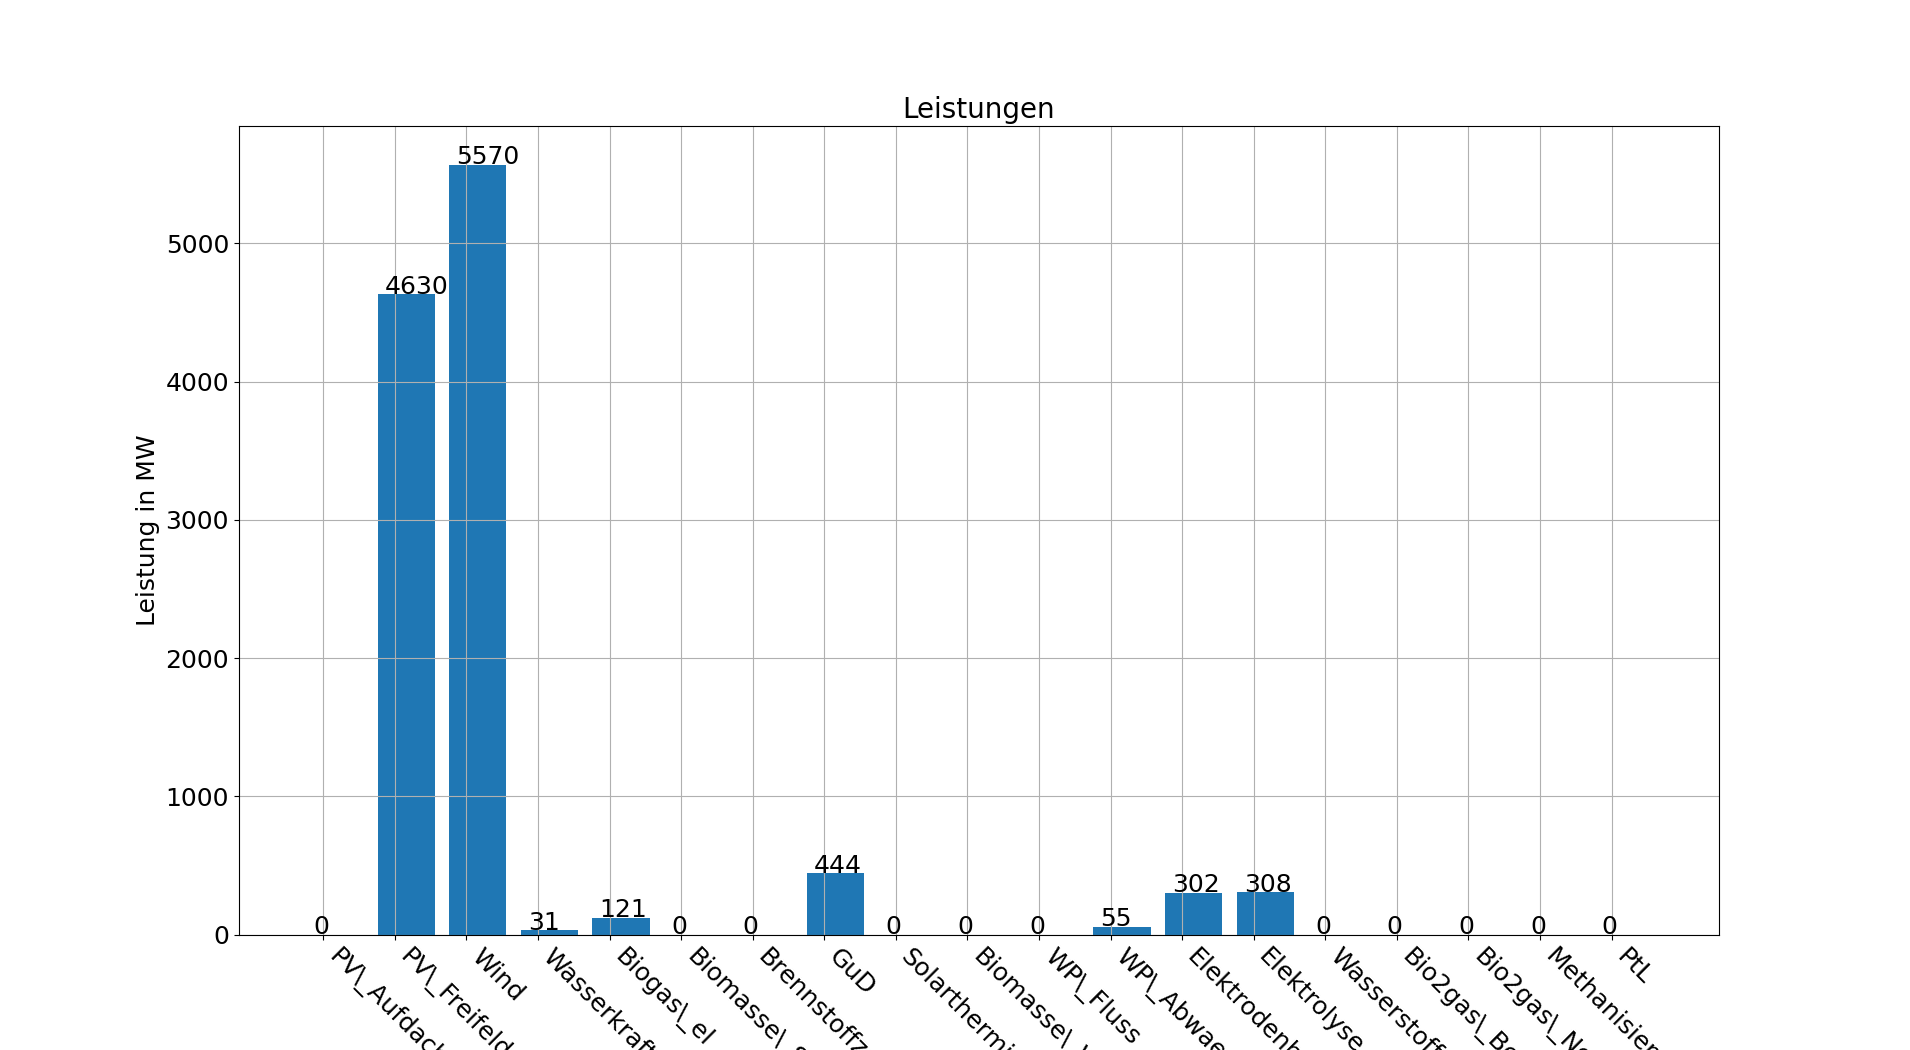 Leistungen
5570
5000
4630
4000
Leistung in MW
3000
2000
1000
444
302
308
121
55
31
0
0
0
0
0
0
0
0
0
0
0
0
0
PV\_Aufdach
PV\_Freifeld
Wind
Wasserkraft
Biogas\_el
Biomasse\_
Brennstoffz
GuD
Solarthermi
Biomasse\_
WP\_Fluss
WP\_Abwae
Elektrodenh
Elektrolyse
Wasserstoff
Bio2gas\_Be
Bio2gas\_Ne
Methanisier
PtL